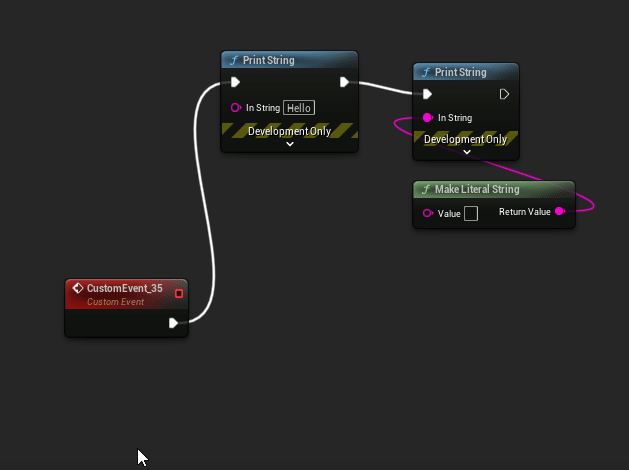 Print String
In String Hello
Development Only
Print String
In String
Development Only
Make Literal String
Value Return Value
CustomEvent_35
Custom Event